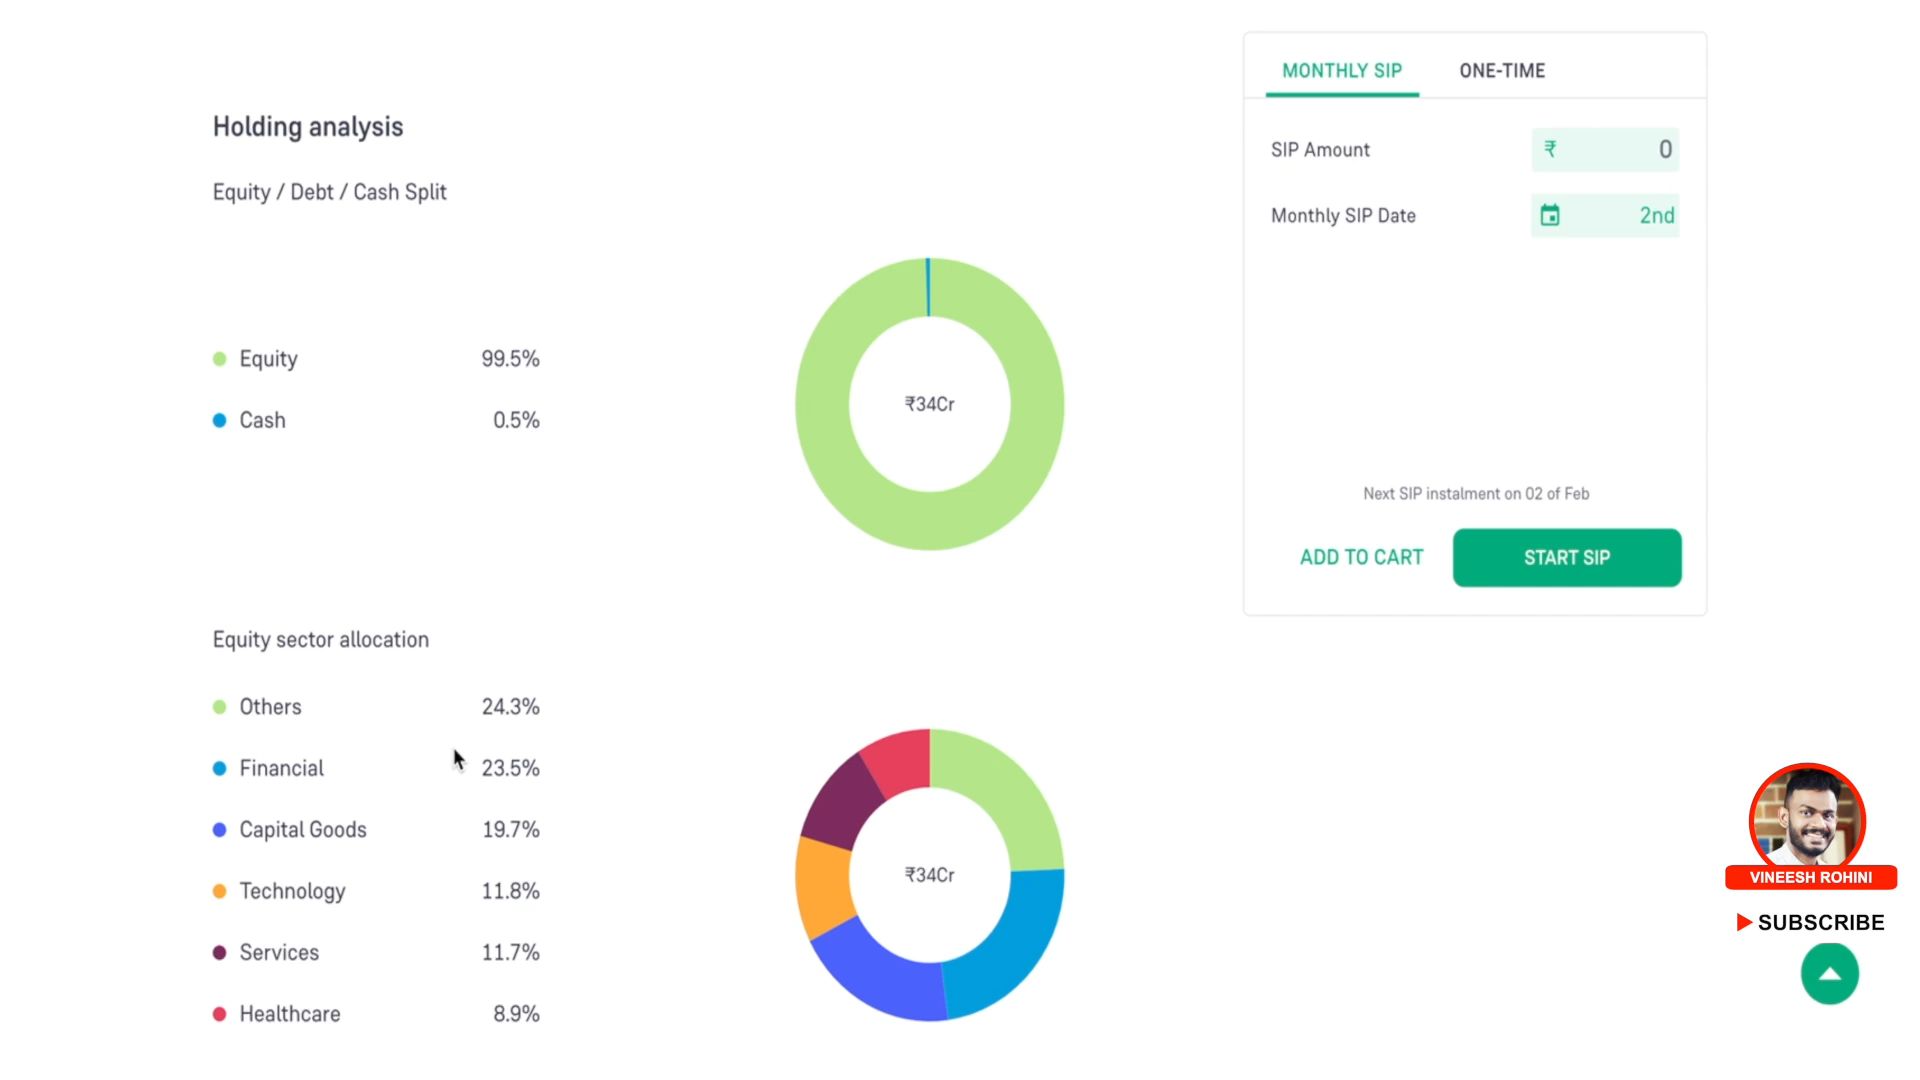 Holding analysis
Equity / Debt / Cash Split
Equity 99.5%
Cash 0.5%
₹34Cr
Equity sector allocation
Others 24.3%
Financial 23.5%
Capital Goods 19.7%
Technology 11.8%
Services 11.7%
Healthcare 8.9%
₹34Cr
MONTHLY SIP ONE-TIME
SIP Amount ₹ 0
Monthly SIP Date 2nd
Next SIP instalment on 02 of Feb
ADD TO CART START SIP
VINEESH ROHINI
SUBSCRIBE